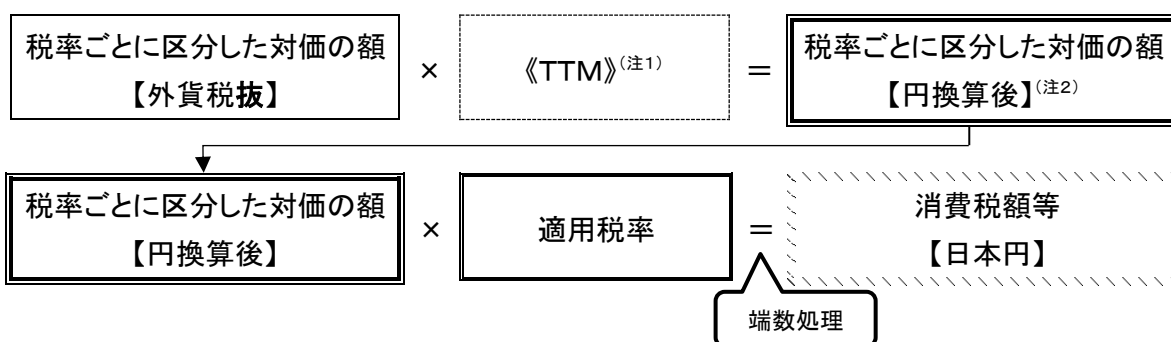 税率ごとに区分した対価の額
【外貨税抜】
×
《TTM》(注1)
＝
税率ごとに区分した対価の額
【円換算後】(注2)
税率ごとに区分した対価の額
【円換算後】
×
適用税率
＝
消費税額等
【日本円】
端数処理